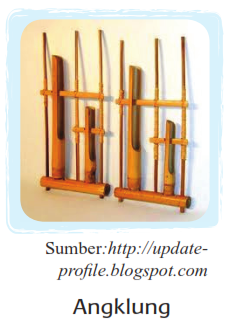 Sumber:http://update-
profile.blogspot.com
Angklung